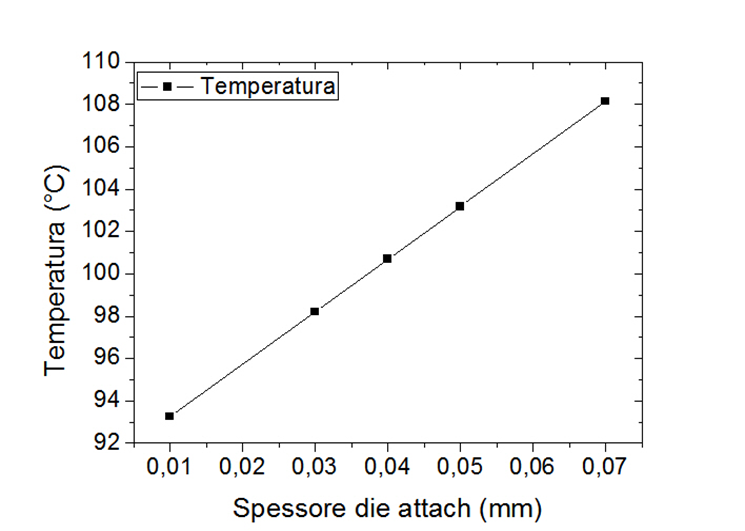 110
108
106
104
102
100
98
96
94
92
Temperatura
Temperatura (°C)
0,01 0,02 0,03 0,04 0,05 0,06 0,07
Spessore die attach (mm)